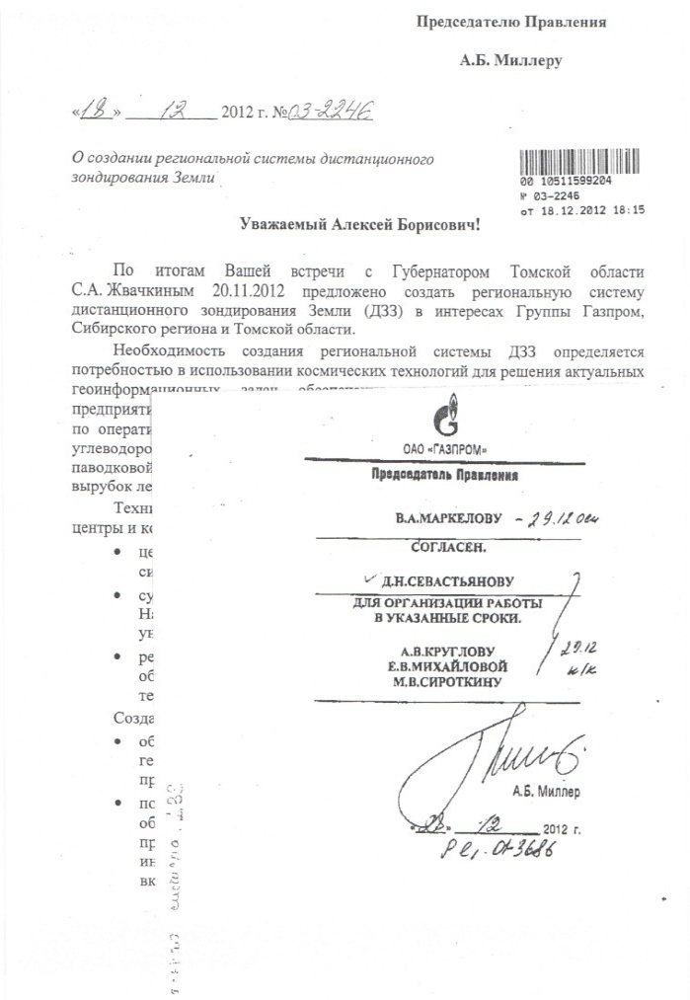 Председателю Правления
А.Б. Миллеру
«18» 12 2012 г. №03-2246
О создании региональной системы дистанционного
зондирования Земли
00 10511599204
№ 03-2246
от 18.12.2012 18:15
Уважаемый Алексей Борисович!
По итогам Вашей встречи с Губернатором Томской области
С.А. Жвачкиным 20.11.2012 предложено создать региональную систему
дистанционного зондирования Земли (ДЗЗ) в интересах Группы Газпром,
Сибирского региона и Томской области.
Необходимость создания региональной системы ДЗЗ определяется
потребностью в использовании космических технологий для решения актуальных
геоинформационных задач
предприяти
по операти
углеводоро
паводковой
вырубок ле
Техни
центры и ко
• це
си
• су
На
ув
• ре
об
те
Созда
• об
ге
пр
• по
об
пр
ин
вк
ОАО «ГАЗПРОМ»
Председатель Правления
В.А.МАРКЕЛОВУ - 29.12
СОГЛАСЕН.
Д.Н.СЕВАСТЬЯНОВУ
ДЛЯ ОРГАНИЗАЦИИ РАБОТЫ
В УКАЗАННЫЕ СРОКИ.
А.В.КРУГЛОВУ 29.12
Е.В.МИХАЙЛОВОЙ н/к
М.В.СИРОТКИНУ
А.Б. Миллер
«28» 12 2012 г.
рег. 01-3686